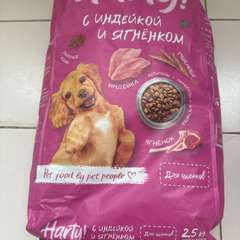 Harty!
С ИНДЕЙКОЙ
И ЯГНЁНКОМ
ИНДЕЙКА
ЯГНЁНОК
Pet food by pet people
Для щенков
Harty!
С ИНДЕЙКОЙ
И ЯГНЁНКОМ
Для щенков
2,5 кг